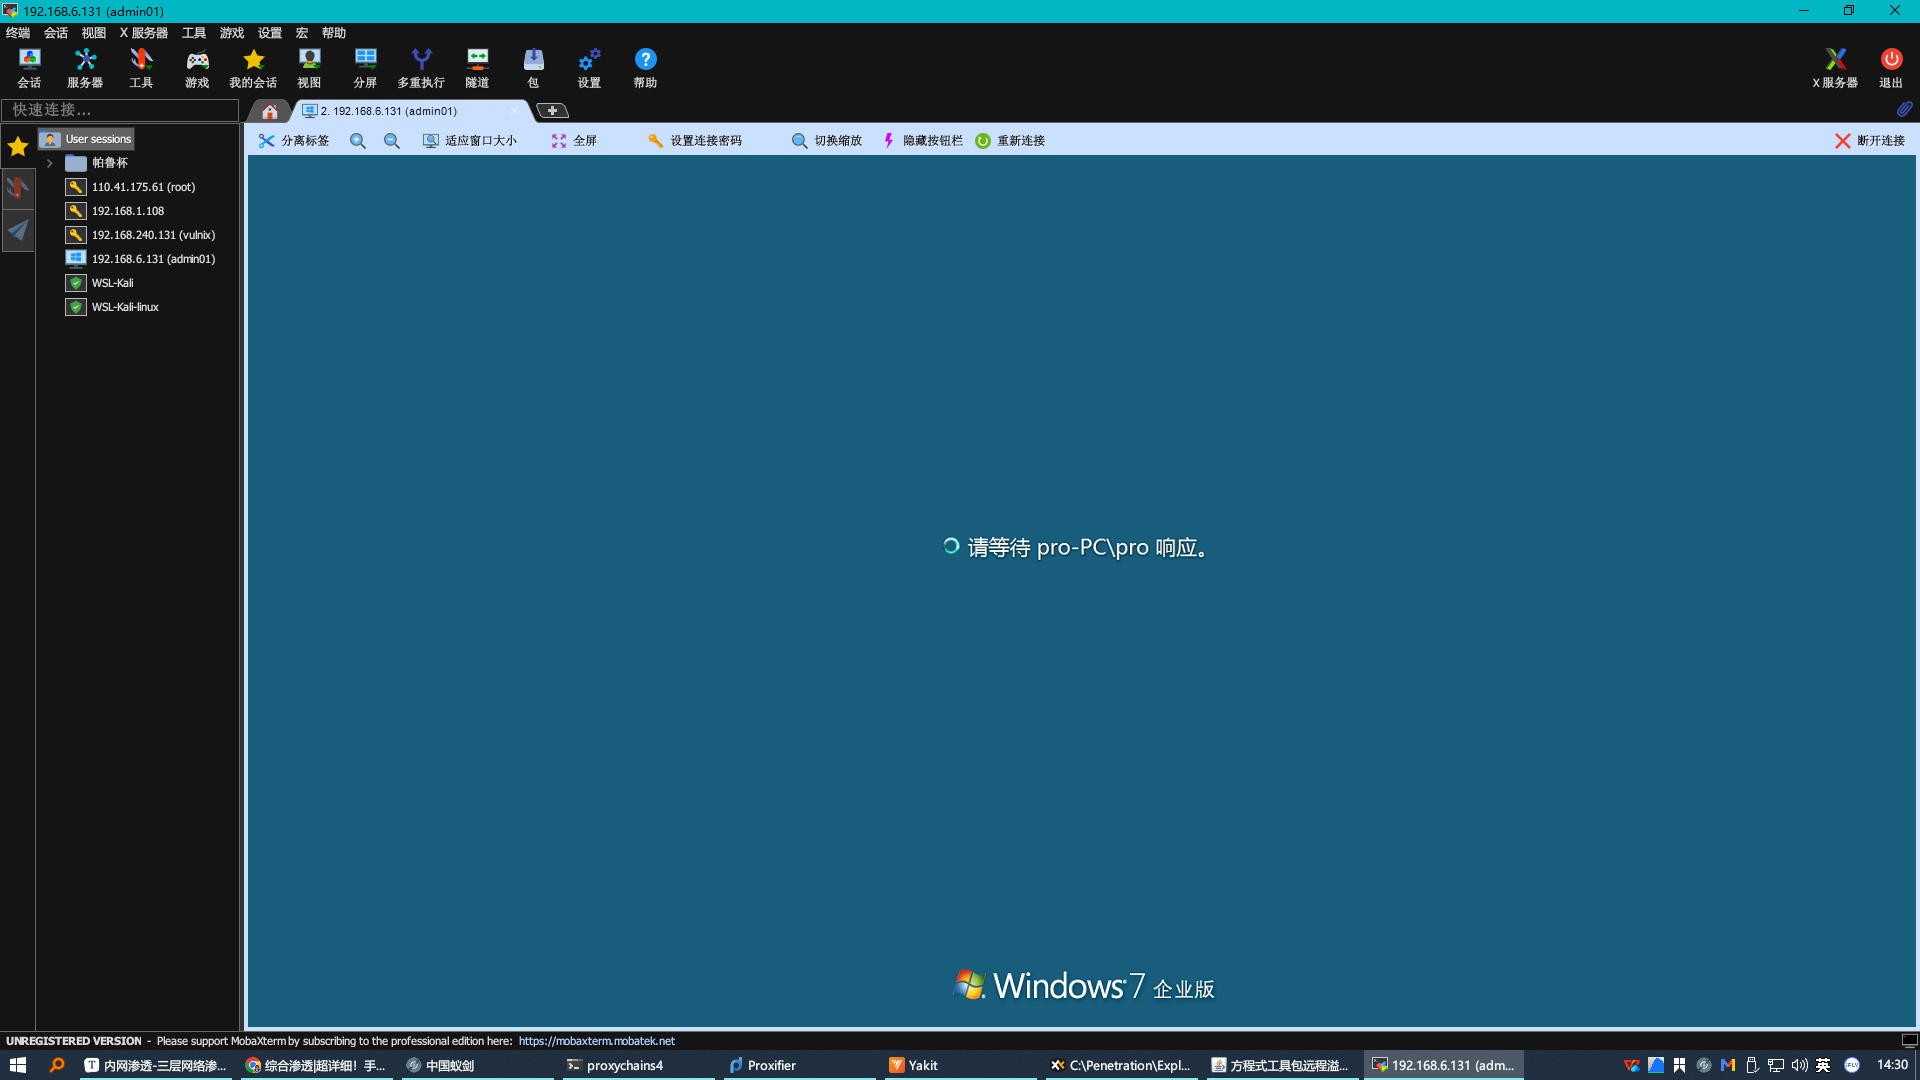 192.168.6.131 (admin01)
终端 会话 视图 X 服务器 工具 游戏 设置 宏 帮助
会话 服务器 工具 游戏 我的会话 视图 分屏 多重执行 隧道 包 设置 帮助 X 服务器 退出
快速连接...
2. 192.168.6.131 (admin01)
分离标签 适应窗口大小 全屏 设置连接密码 切换缩放 隐藏按钮栏 重新连接 断开连接
User sessions
帕鲁杯
110.41.175.61 (root)
192.168.1.108
192.168.240.131 (vulnix)
192.168.6.131 (admin01)
WSL-Kali
WSL-Kali-linux
请等待 pro-PC\pro 响应。
Windows 7 企业版
UNREGISTERED VERSION - Please support MobaXterm by subscribing to the professional edition here: https://mobaxterm.mobatek.net
内网渗透-三层网络渗... 综合渗透|超详细！手... 中国蚁剑 proxychains4 Proxifier Yakit C:\Penetration\Expl... 方程式工具包远程溢... 192.168.6.131 (adm... 英 14:30